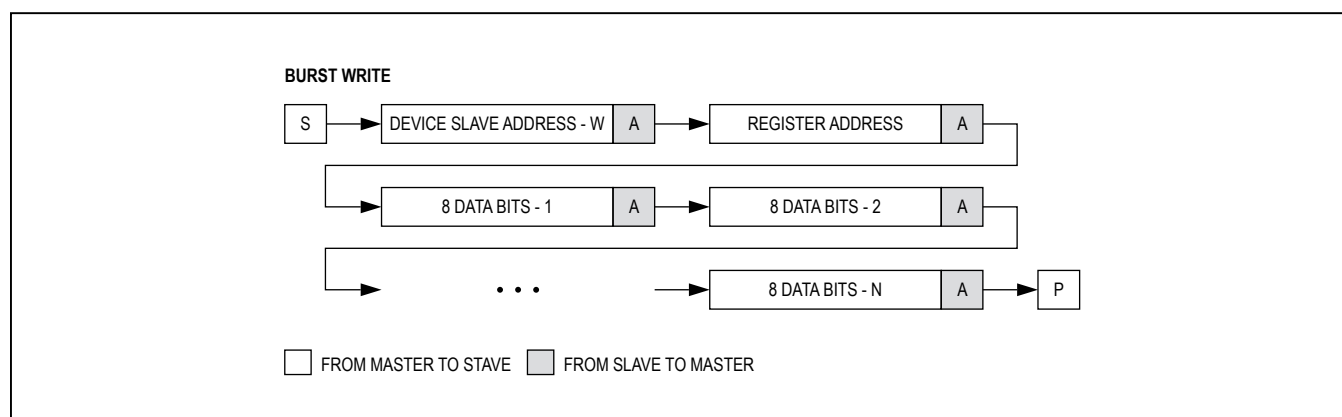 BURST WRITE
S DEVICE SLAVE ADDRESS - W A REGISTER ADDRESS A
8 DATA BITS - 1 A 8 DATA BITS - 2 A
• • • 8 DATA BITS - N A P
FROM MASTER TO STAVE FROM SLAVE TO MASTER